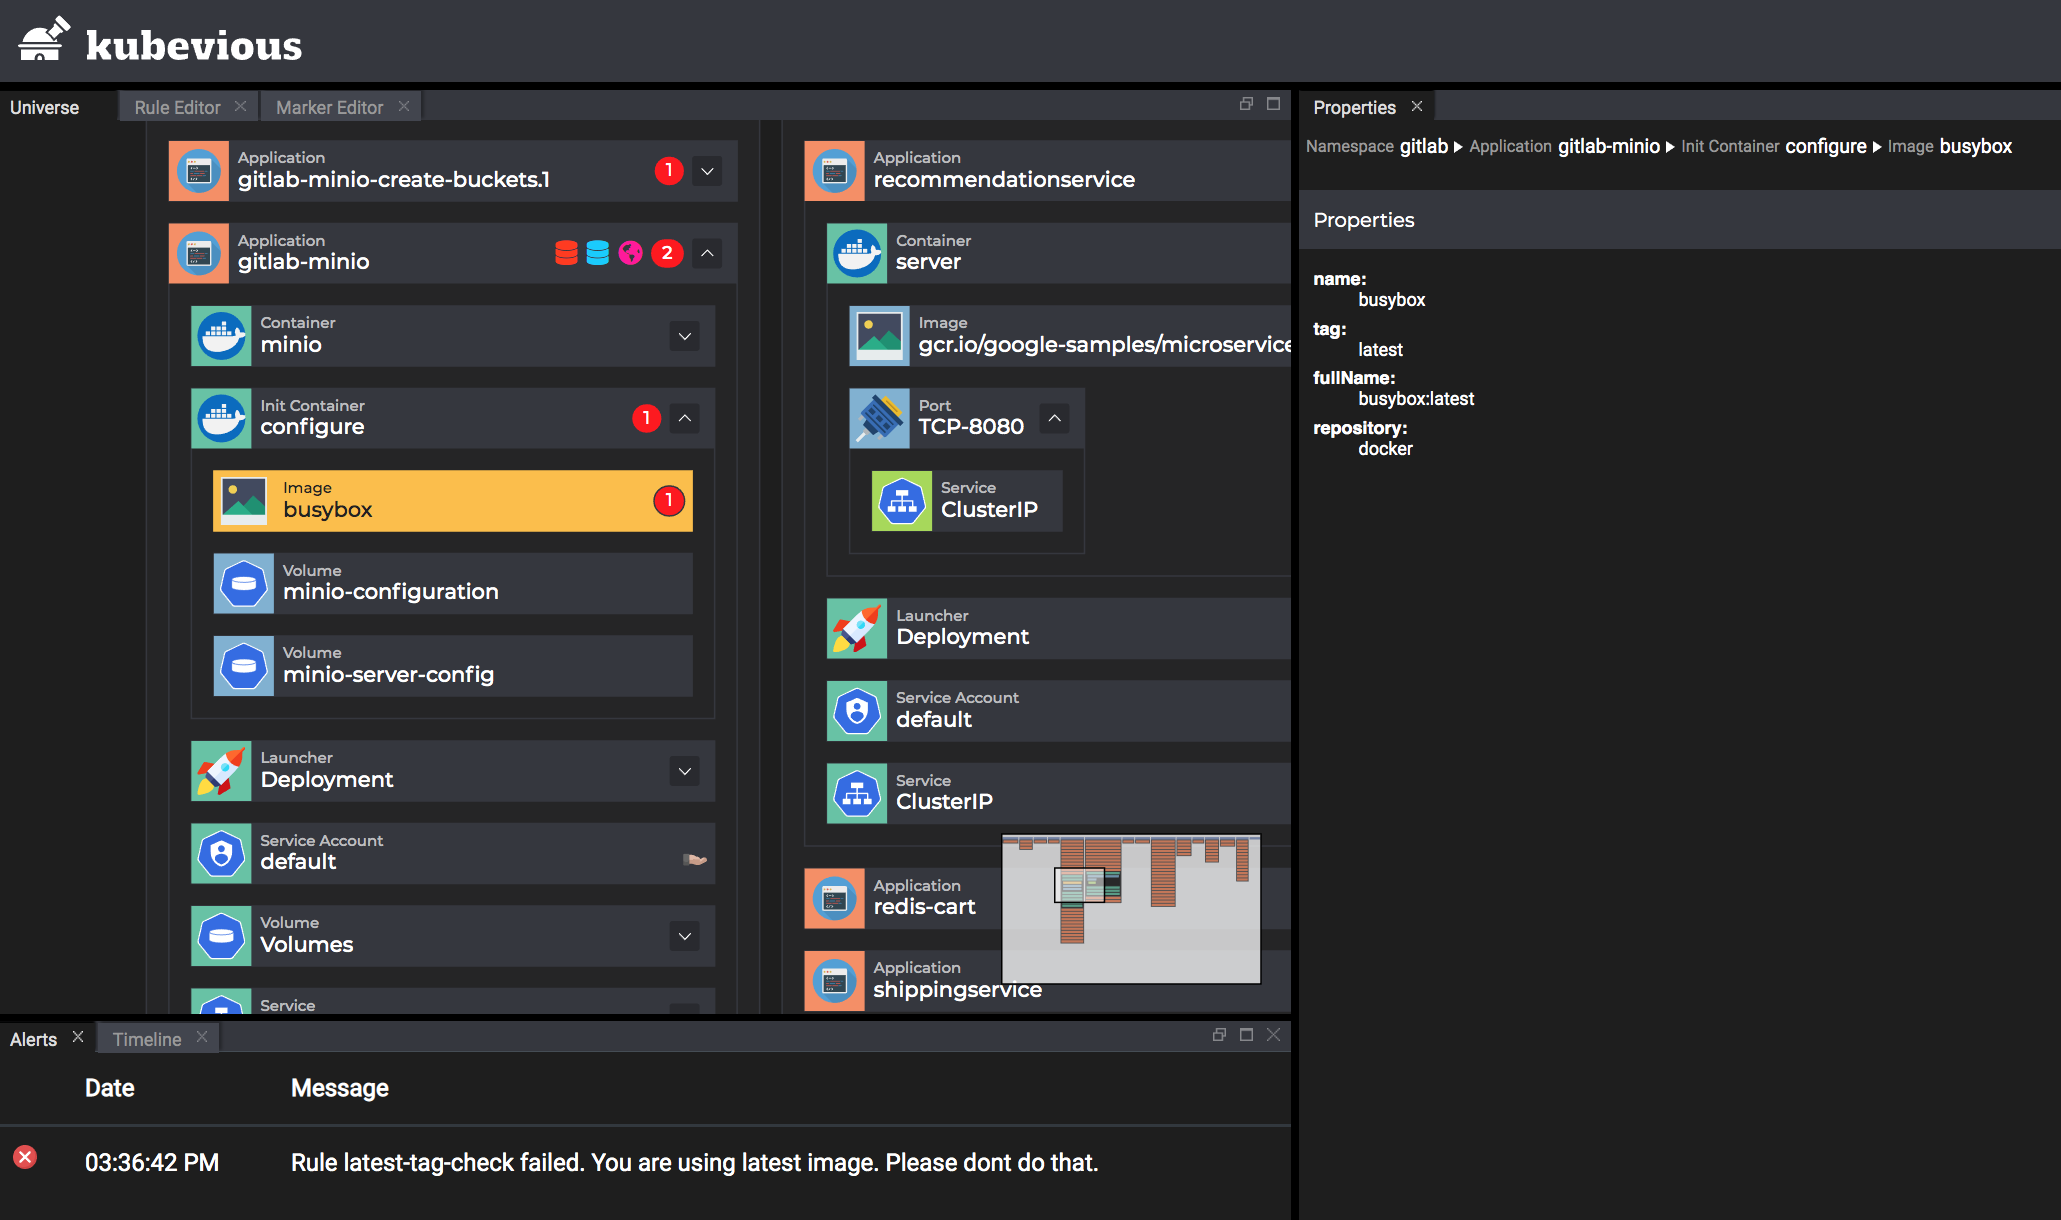 kubevious
Universe
Rule Editor
Marker Editor
Application
gitlab-minio-create-buckets.1
1
Application
gitlab-minio
2
Container
minio
Init Container
configure
1
Image
busybox
1
Volume
minio-configuration
Volume
minio-server-config
Launcher
Deployment
Service Account
default
Volume
Volumes
Service
Application
recommendationservice
Container
server
Image
gcr.io/google-samples/microservice
Port
TCP-8080
Service
ClusterIP
Launcher
Deployment
Service Account
default
Service
ClusterIP
Application
redis-cart
Application
shippingservice
Properties
Namespace gitlab Application gitlab-minio Init Container configure Image busybox
Properties
name:
busybox
tag:
latest
fullName:
busybox:latest
repository:
docker
Alerts
Timeline
Date Message
03:36:42 PM Rule latest-tag-check failed. You are using latest image. Please dont do that.